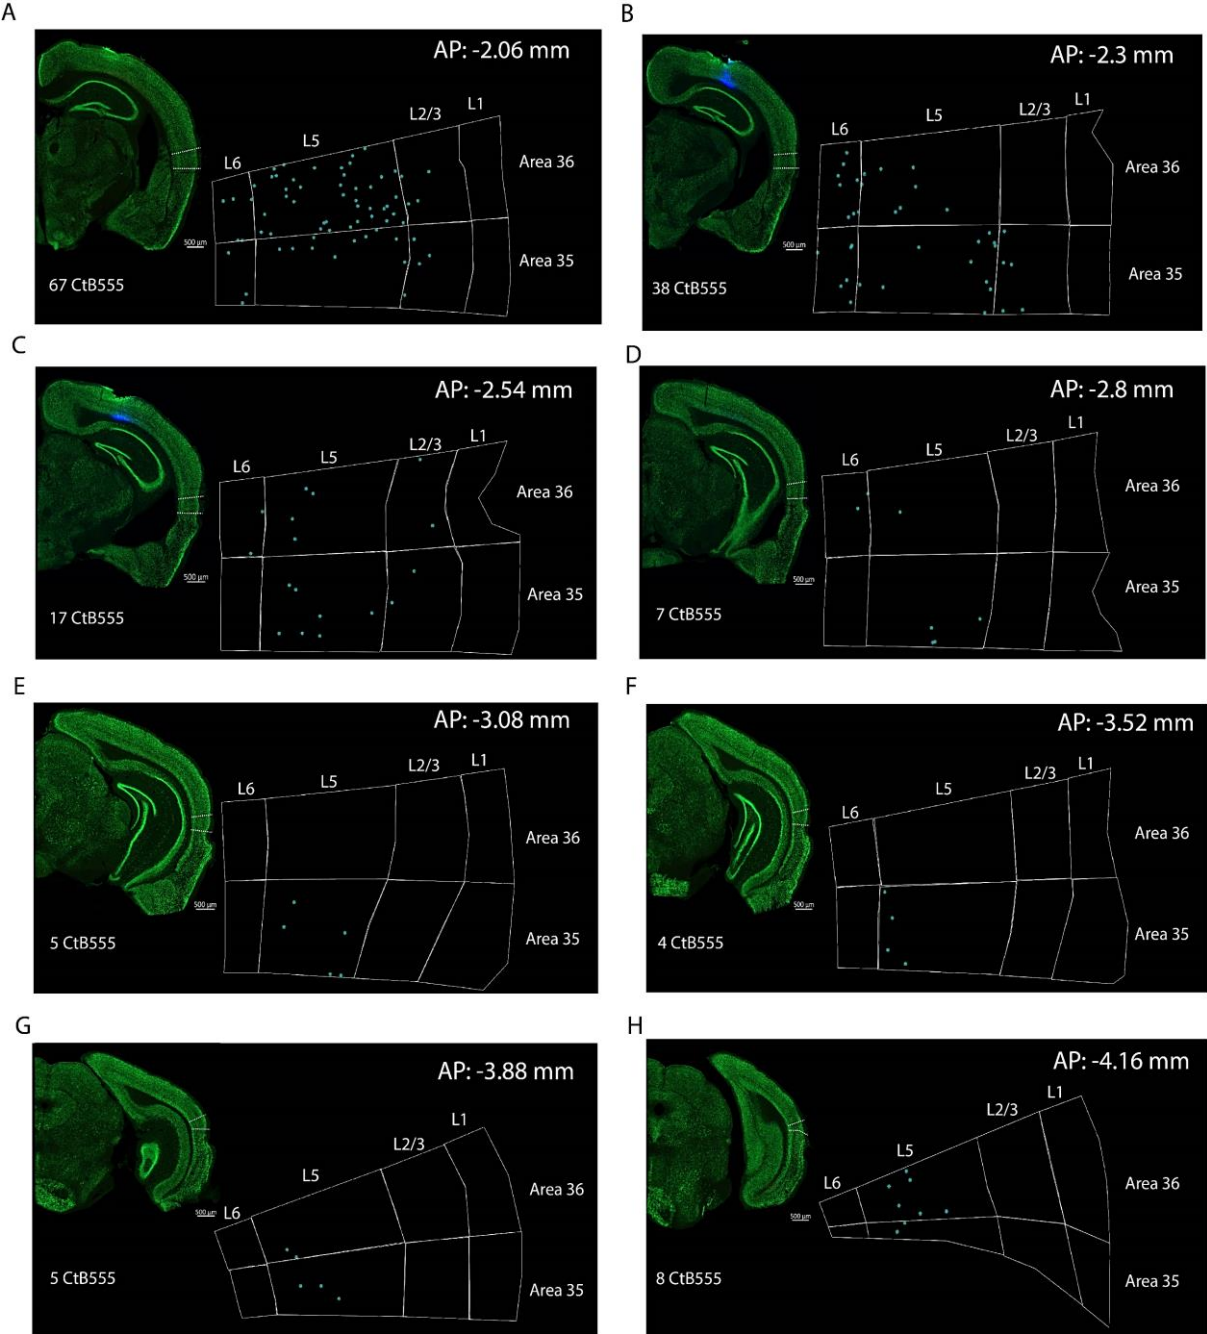 A
AP: -2.06 mm
L1
L2/3
L5
L6
Area 36
Area 35
500 µm
67 CtB555
B
AP: -2.3 mm
L1
L2/3
L5
L6
Area 36
Area 35
500 µm
38 CtB555
C
AP: -2.54 mm
L1
L2/3
L5
L6
Area 36
Area 35
500 µm
17 CtB555
D
AP: -2.8 mm
L1
L2/3
L5
L6
Area 36
Area 35
500 µm
7 CtB555
E
AP: -3.08 mm
L1
L2/3
L5
L6
Area 36
Area 35
500 µm
5 CtB555
F
AP: -3.52 mm
L1
L2/3
L5
L6
Area 36
Area 35
500 µm
4 CtB555
G
AP: -3.88 mm
L1
L2/3
L5
L6
Area 36
Area 35
500 µm
5 CtB555
H
AP: -4.16 mm
L1
L2/3
L5
L6
Area 36
Area 35
500 µm
8 CtB555